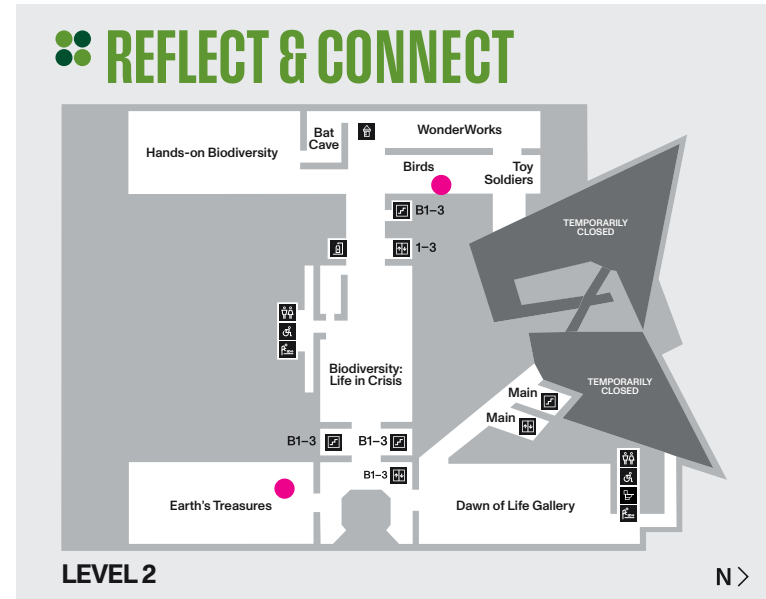 REFLECT & CONNECT
Hands-on Biodiversity
Bat
Cave
WonderWorks
Birds
Toy
Soldiers
B1–3
1–3
TEMPORARILY
CLOSED
Biodiversity:
Life in Crisis
TEMPORARILY
CLOSED
Main
Main
B1–3
B1–3
B1–3
Earth's Treasures
Dawn of Life Gallery
LEVEL 2
N